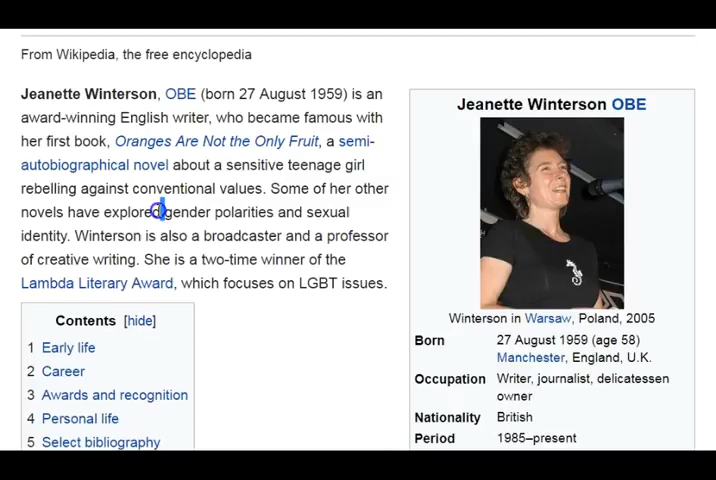 From Wikipedia, the free encyclopedia
Jeanette Winterson, OBE (born 27 August 1959) is an
award-winning English writer, who became famous with
her first book, Oranges Are Not the Only Fruit, a semi-
autobiographical novel about a sensitive teenage girl
rebelling against conventional values. Some of her other
novels have explored gender polarities and sexual
identity. Winterson is also a broadcaster and a professor
of creative writing. She is a two-time winner of the
Lambda Literary Award, which focuses on LGBT issues.
Contents [hide]
1 Early life
2 Career
3 Awards and recognition
4 Personal life
5 Select bibliography
Jeanette Winterson OBE
Winterson in Warsaw, Poland, 2005
Born 27 August 1959 (age 58)
Manchester, England, U.K.
Occupation Writer, journalist, delicatessen
owner
Nationality British
Period 1985–present